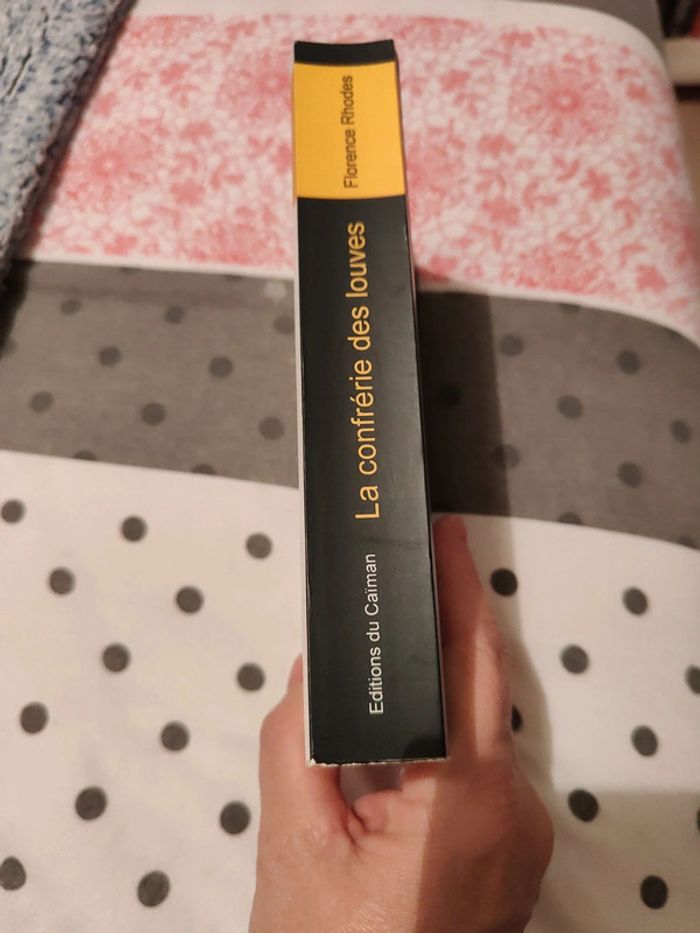 Florence Rhodes
La confrérie des louves
Editions du Caïman